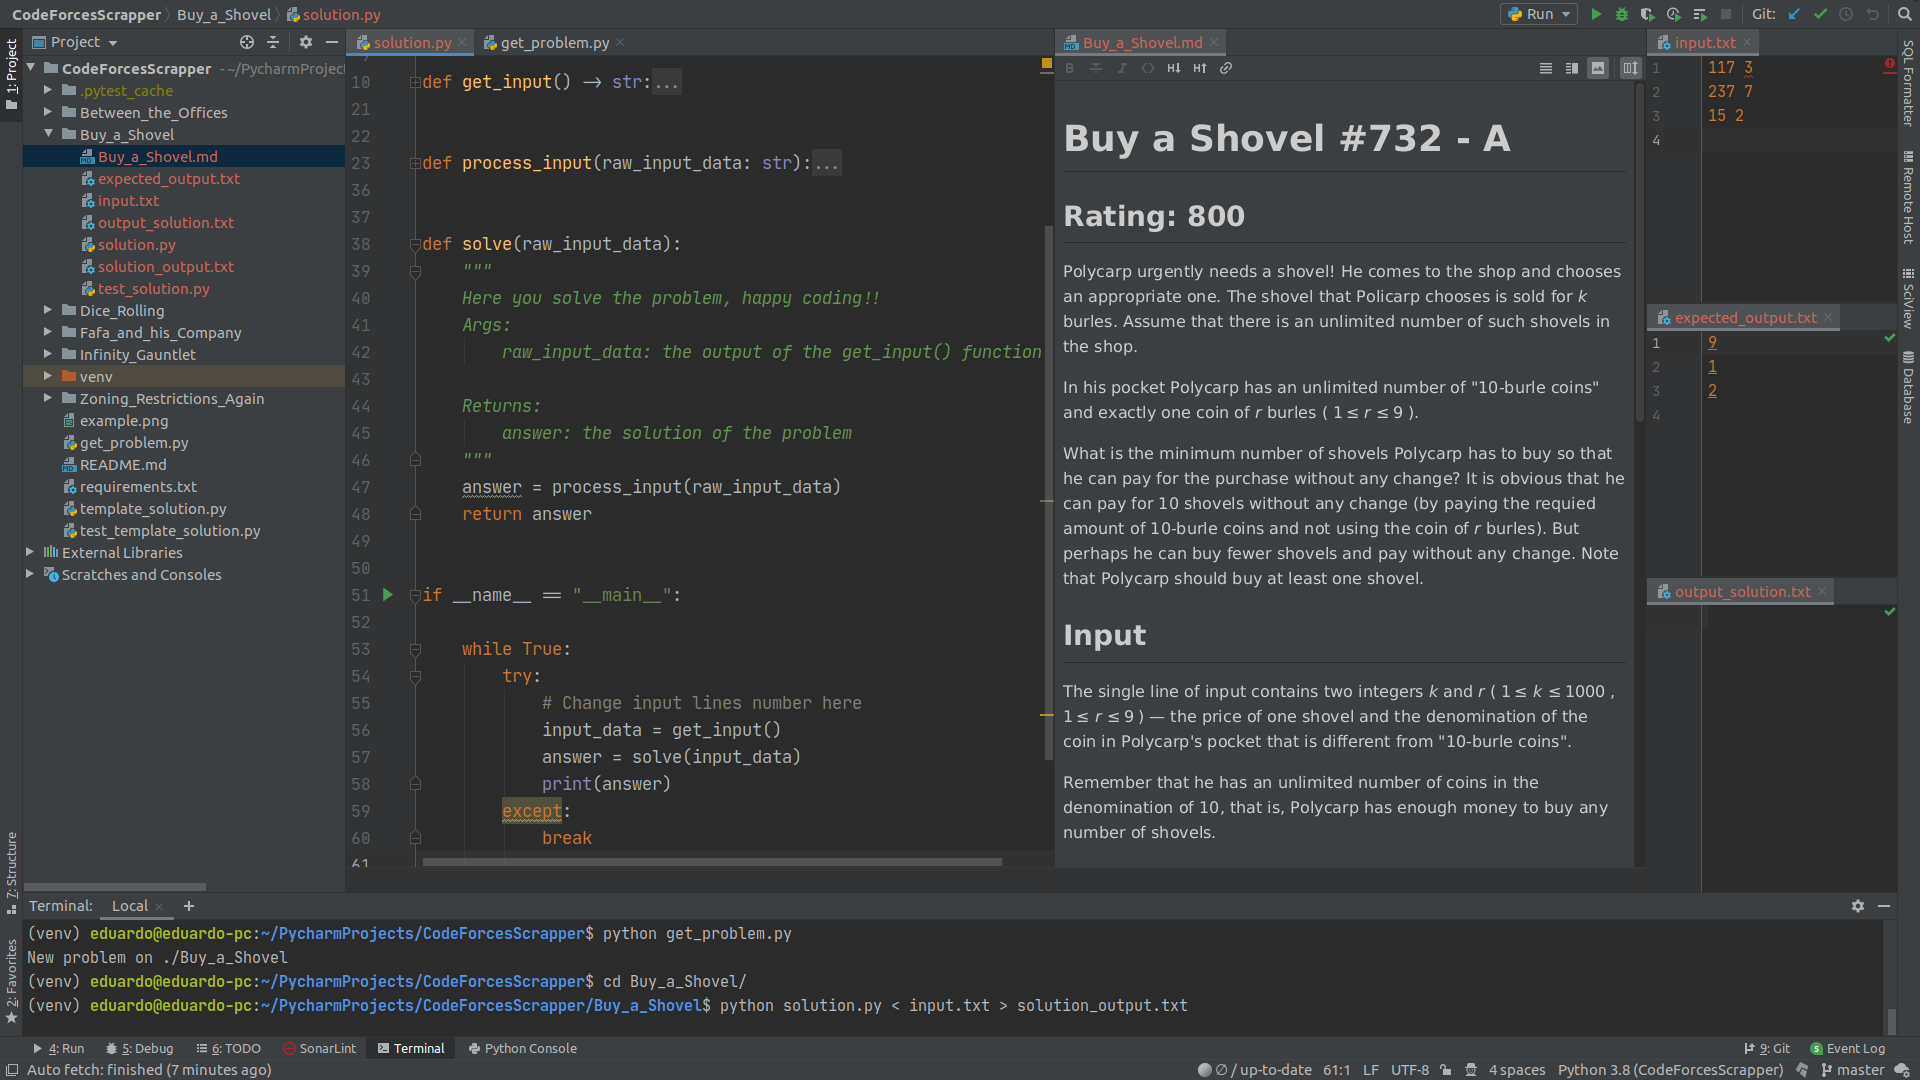 CodeForcesScrapper
Buy_a_Shovel
solution.py
Run
Git:
Project
solution.py
get_problem.py
Buy_a_Shovel.md
input.txt
1: Project
CodeForcesScrapper ~/PycharmProject
.pytest_cache
Between_the_Offices
Buy_a_Shovel
Buy_a_Shovel.md
expected_output.txt
input.txt
output_solution.txt
solution.py
solution_output.txt
test_solution.py
Dice_Rolling
Fafa_and_his_Company
Infinity_Gauntlet
venv
Zoning_Restrictions_Again
example.png
get_problem.py
README.md
requirements.txt
template_solution.py
test_template_solution.py
External Libraries
Scratches and Consoles
7: Structure
2: Favorites
9
10 def get_input() -> str:...
21
22
23 def process_input(raw_input_data: str):...
36
37
38 def solve(raw_input_data):
39 """
40 Here you solve the problem, happy coding!!
41 Args:
42 raw_input_data: the output of the get_input() function
43
44 Returns:
45 answer: the solution of the problem
46 """
47 answer = process_input(raw_input_data)
48 return answer
49
50
51 if __name__ == "__main__":
52
53 while True:
54 try:
55 # Change input lines number here
56 input_data = get_input()
57 answer = solve(input_data)
58 print(answer)
59 except:
60 break
61
Buy a Shovel #732 - A
Rating: 800
Polycarp urgently needs a shovel! He comes to the shop and chooses
an appropriate one. The shovel that Policarp chooses is sold for k
burles. Assume that there is an unlimited number of such shovels in
the shop.
In his pocket Polycarp has an unlimited number of "10-burle coins"
and exactly one coin of r burles ( 1 ≤ r ≤ 9 ).
What is the minimum number of shovels Polycarp has to buy so that
he can pay for the purchase without any change? It is obvious that he
can pay for 10 shovels without any change (by paying the requied
amount of 10-burle coins and not using the coin of r burles). But
perhaps he can buy fewer shovels and pay without any change. Note
that Polycarp should buy at least one shovel.
Input
The single line of input contains two integers k and r ( 1 ≤ k ≤ 1000 ,
1 ≤ r ≤ 9 ) — the price of one shovel and the denomination of the
coin in Polycarp's pocket that is different from "10-burle coins".
Remember that he has an unlimited number of coins in the
denomination of 10, that is, Polycarp has enough money to buy any
number of shovels.
1 117 3
2 237 7
3 15 2
4
expected_output.txt
1 9
2 1
3 2
4
output_solution.txt
SQL Formatter
Remote Host
SciView
Database
Terminal: Local
(venv) eduardo@eduardo-pc:~/PycharmProjects/CodeForcesScrapper$ python get_problem.py
New problem on ./Buy_a_Shovel
(venv) eduardo@eduardo-pc:~/PycharmProjects/CodeForcesScrapper$ cd Buy_a_Shovel/
(venv) eduardo@eduardo-pc:~/PycharmProjects/CodeForcesScrapper/Buy_a_Shovel$ python solution.py < input.txt > solution_output.txt
4: Run 5: Debug 6: TODO SonarLint Terminal Python Console 9: Git 5 Event Log
Auto fetch: finished (7 minutes ago) ∅ / up-to-date 61:1 LF UTF-8 4 spaces Python 3.8 (CodeForcesScrapper) master